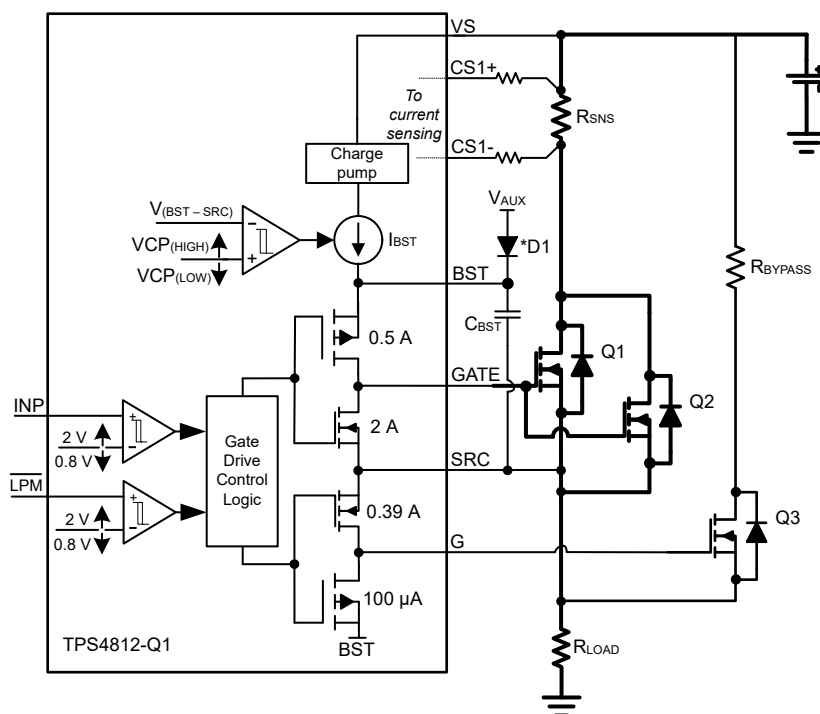 VS
CS1+
To
current
sensing
RSNS
CS1-
Charge
pump
VAUX
V(BST – SRC)
-
+
VCP(HIGH)
VCP(LOW)
IBST
*D1
BST
RBYPASS
CBST
0.5 A
Q1
GATE
Q2
INP
+
-
2 V
0.8 V
Gate
Drive
Control
Logic
2 A
SRC
LPM
+
-
2 V
0.8 V
0.39 A
Q3
G
100 µA
TPS4812-Q1
BST
RLOAD